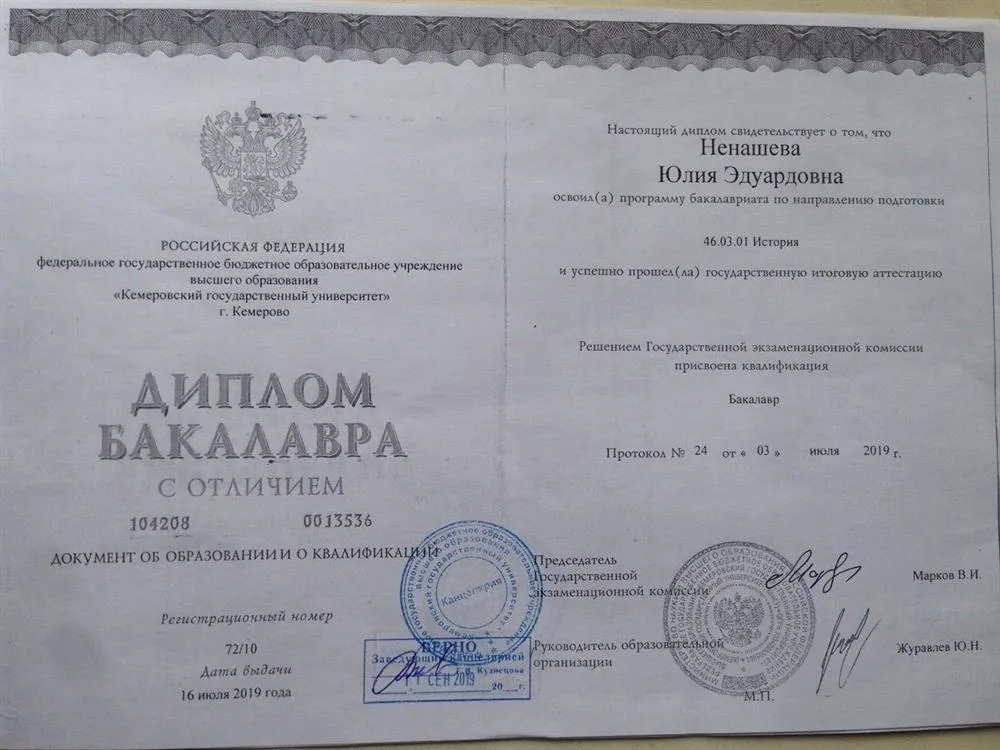 РОССИЙСКАЯ ФЕДЕРАЦИЯ
федеральное государственное бюджетное образовательное учреждение
высшего образования
«Кемеровский государственный университет»
г. Кемерово
ДИПЛОМ
БАКАЛАВРА
С ОТЛИЧИЕМ
104208 0013536
ДОКУМЕНТ ОБ ОБРАЗОВАНИИ И О КВАЛИФИКАЦИИ
Регистрационный номер
72/10
Дата выдачи
16 июля 2019 года
Канцелярия
ВЕРНО
Заведующий канцелярией
Кузнецова
СЕН 2019
20 г.
Настоящий диплом свидетельствует о том, что
Ненашева
Юлия Эдуардовна
освоил(а) программу бакалавриата по направлению подготовки
46.03.01 История
и успешно прошел(ла) государственную итоговую аттестацию
Решением Государственной экзаменационной комиссии
присвоена квалификация
Бакалавр
Протокол № 24 от « 03 » июля 2019 г.
Председатель
Государственной
экзаменационной комиссии
Марков В.И.
Руководитель образовательной
организации
Журавлев Ю.Н.
М.П.